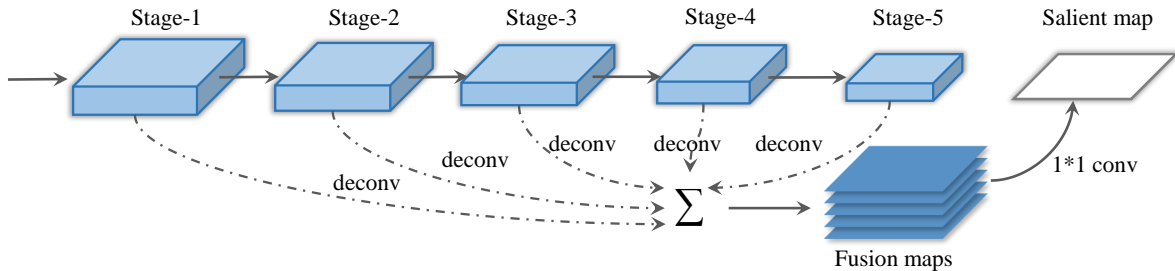 Stage-1
Stage-2
Stage-3
Stage-4
Stage-5
Salient map
deconv
deconv
deconv
deconv
deconv
1*1 conv
∑
Fusion maps